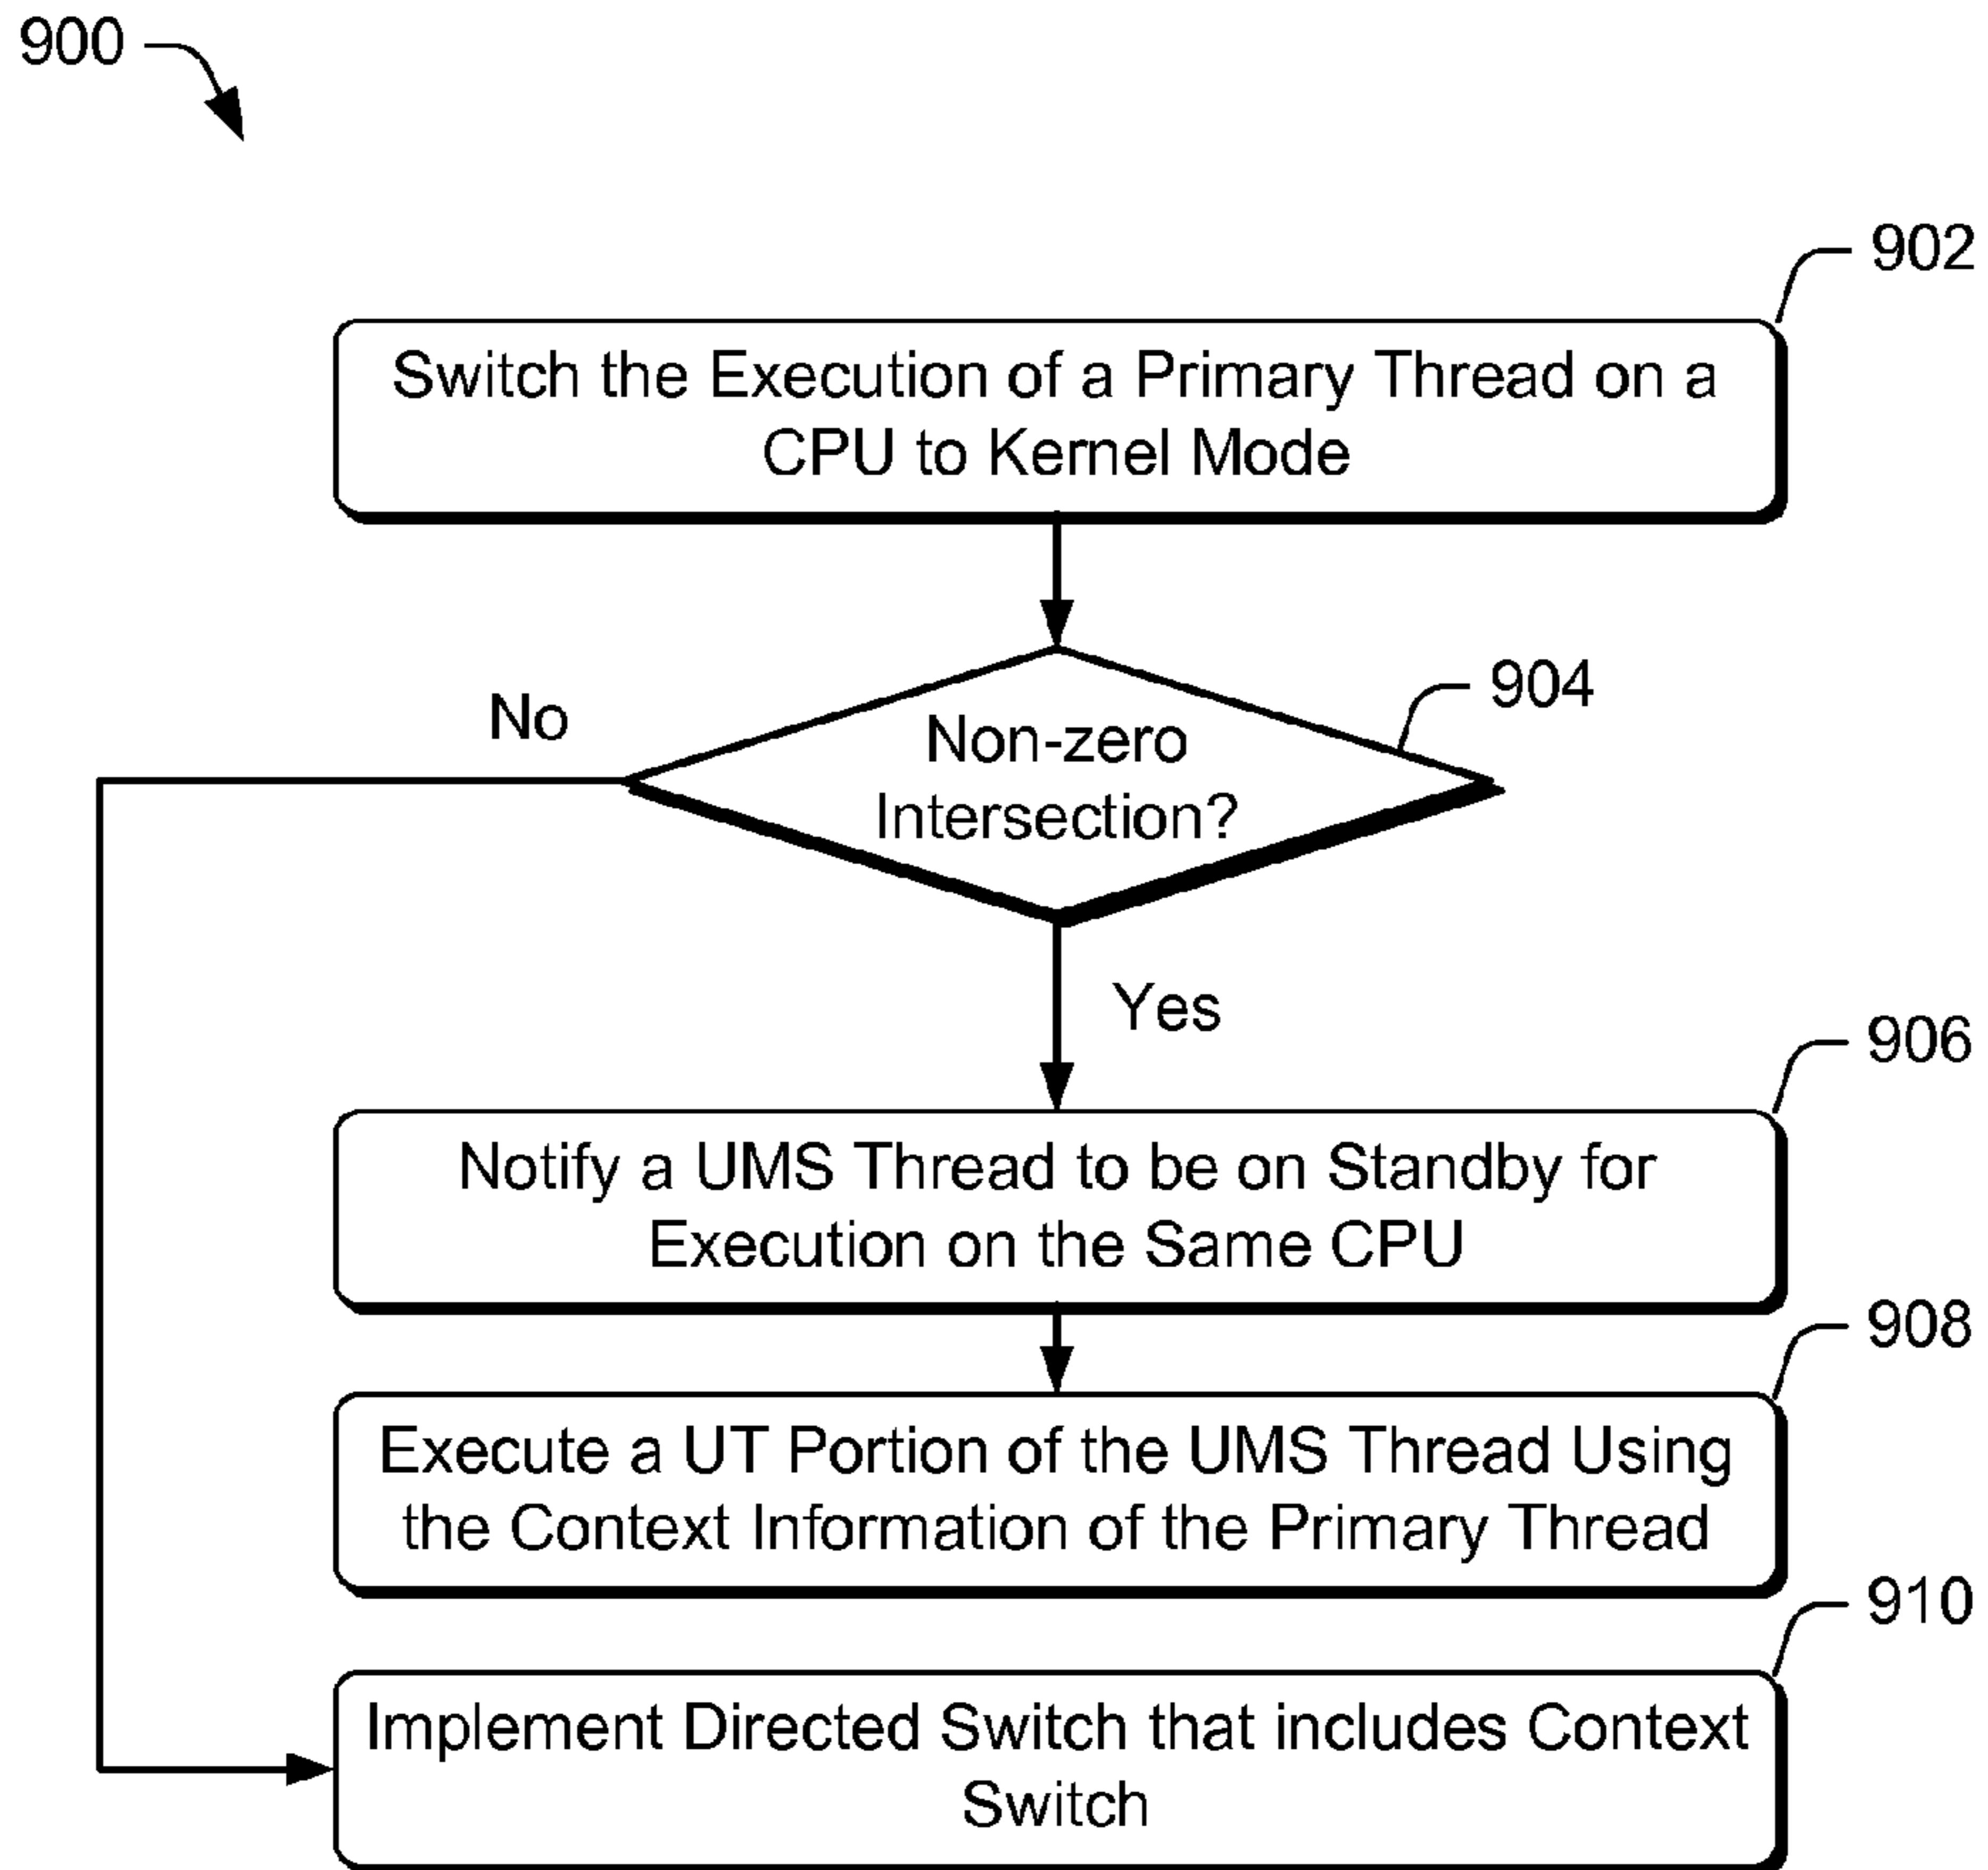 900
902
Switch the Execution of a Primary Thread on a
CPU to Kernel Mode
904
No
Non-zero
Intersection?
Yes
906
Notify a UMS Thread to be on Standby for
Execution on the Same CPU
908
Execute a UT Portion of the UMS Thread Using
the Context Information of the Primary Thread
910
Implement Directed Switch that includes Context
Switch